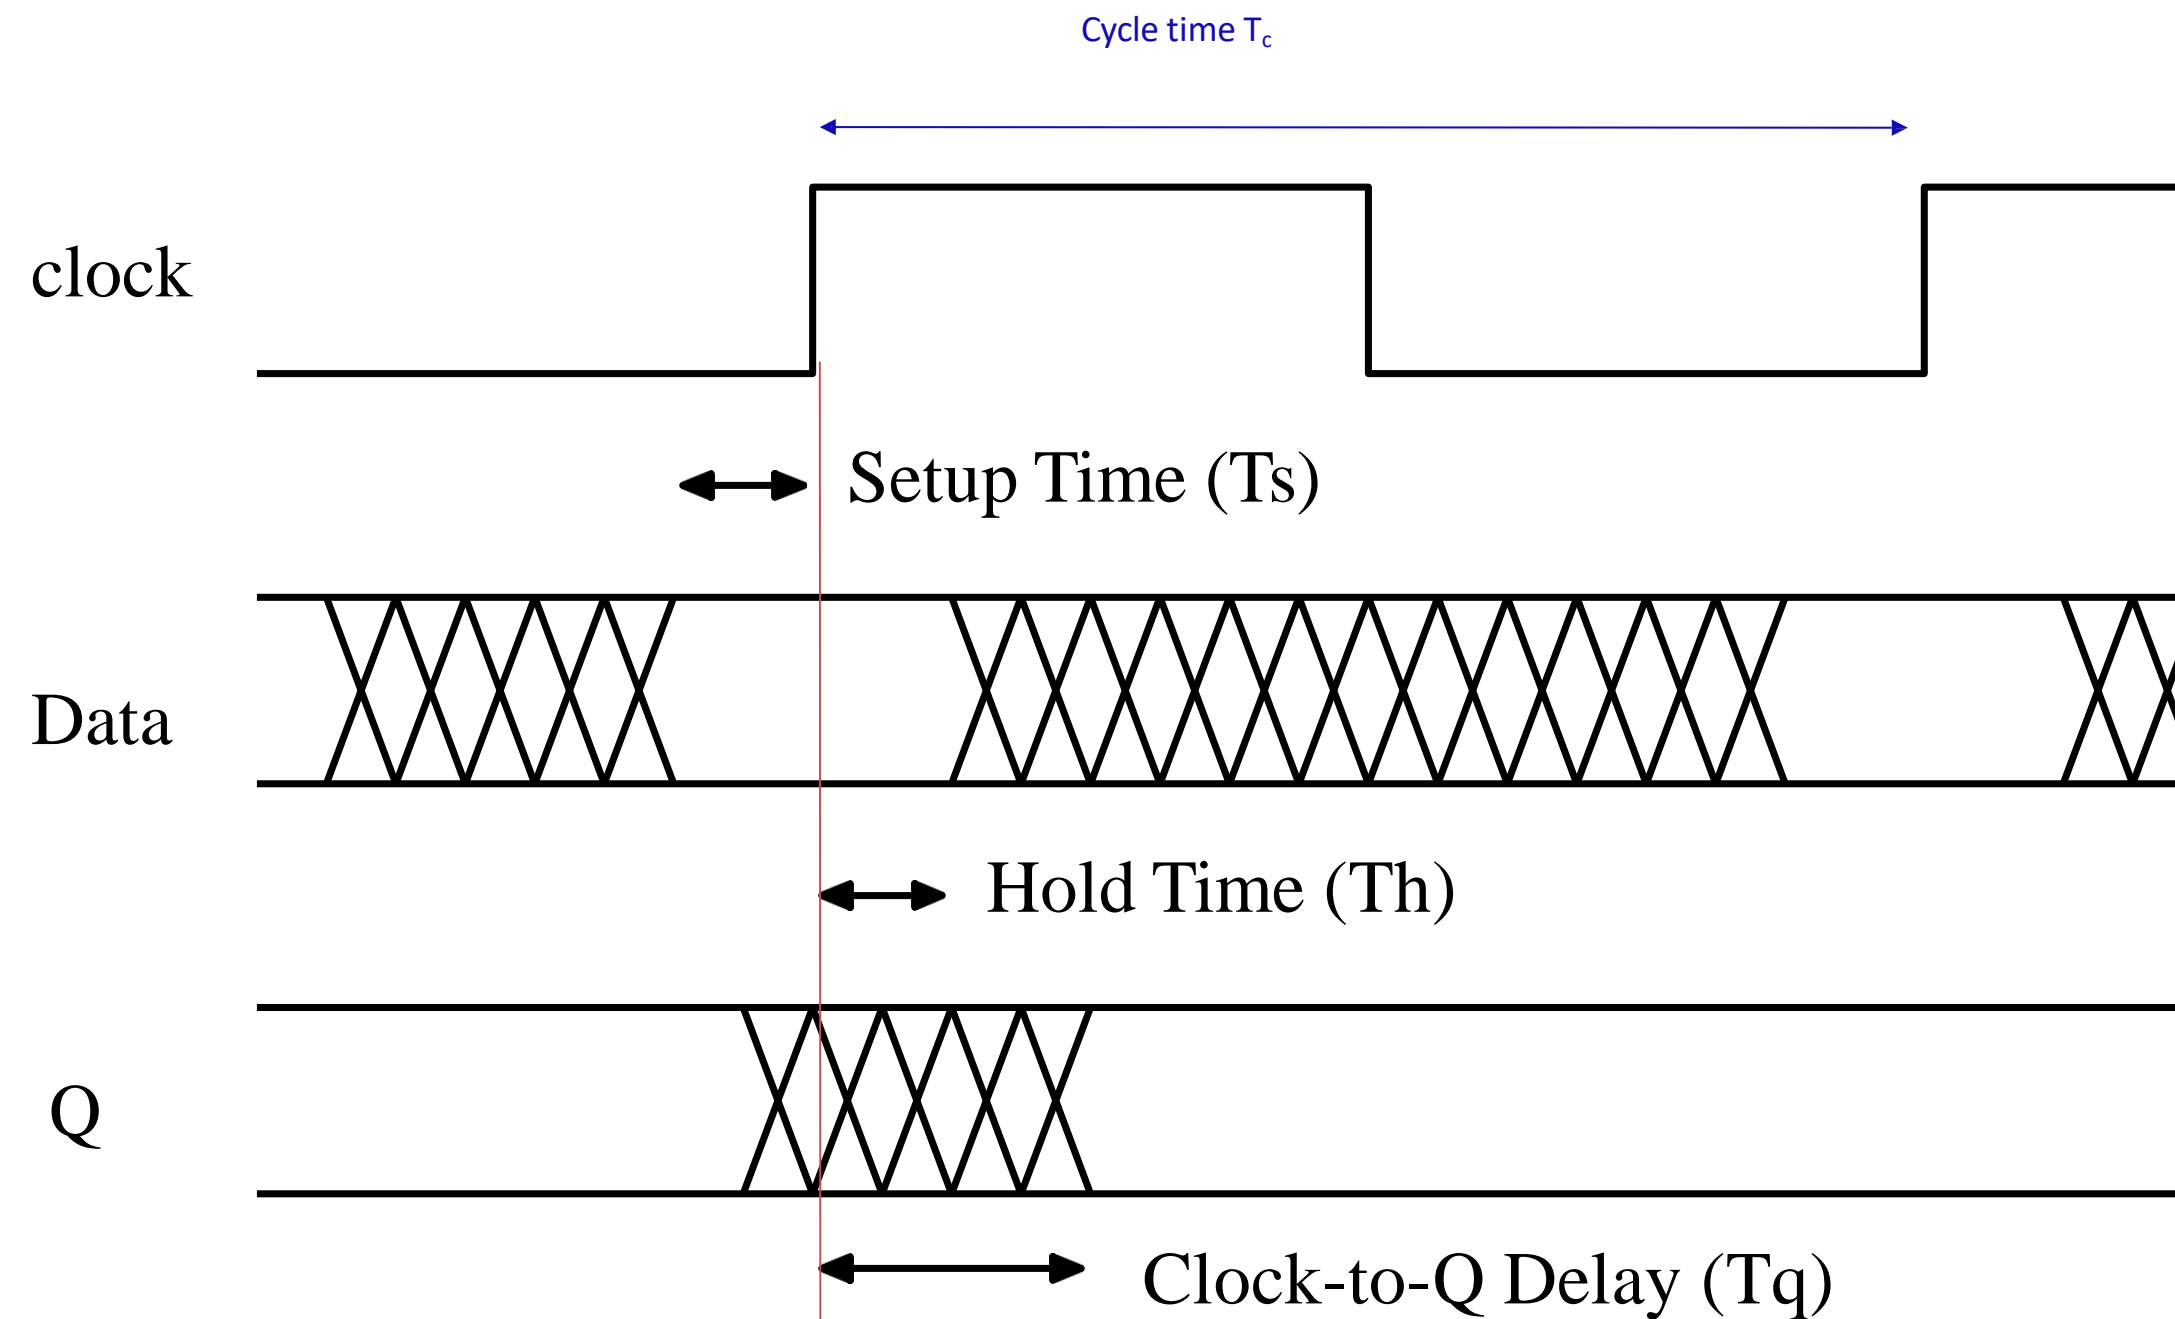 Cycle time Tc
clock
Setup Time (Ts)
Data
Hold Time (Th)
Q
Clock-to-Q Delay (Tq)